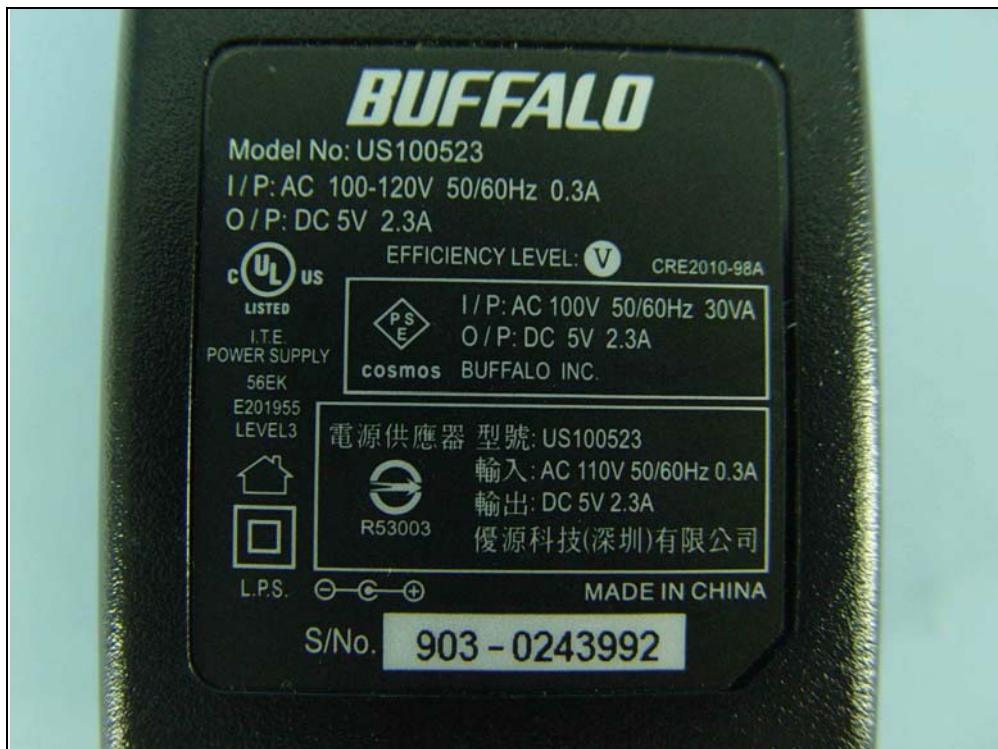 BUFFALO
Model No: US100523
I / P: AC 100-120V 50/60Hz 0.3A
O / P: DC 5V 2.3A
EFFICIENCY LEVEL: V
CRE2010-98A
C UL US
LISTED
I.T.E.
POWER SUPPLY
56EK
E201955
LEVEL3
L.P.S.
PS
E
cosmos
I / P: AC 100V 50/60Hz 30VA
O / P: DC 5V 2.3A
BUFFALO INC.
電源供應器 型號: US100523
輸入: AC 110V 50/60Hz 0.3A
輸出: DC 5V 2.3A
優源科技(深圳)有限公司
R53003
MADE IN CHINA
S/No. 903-0243992